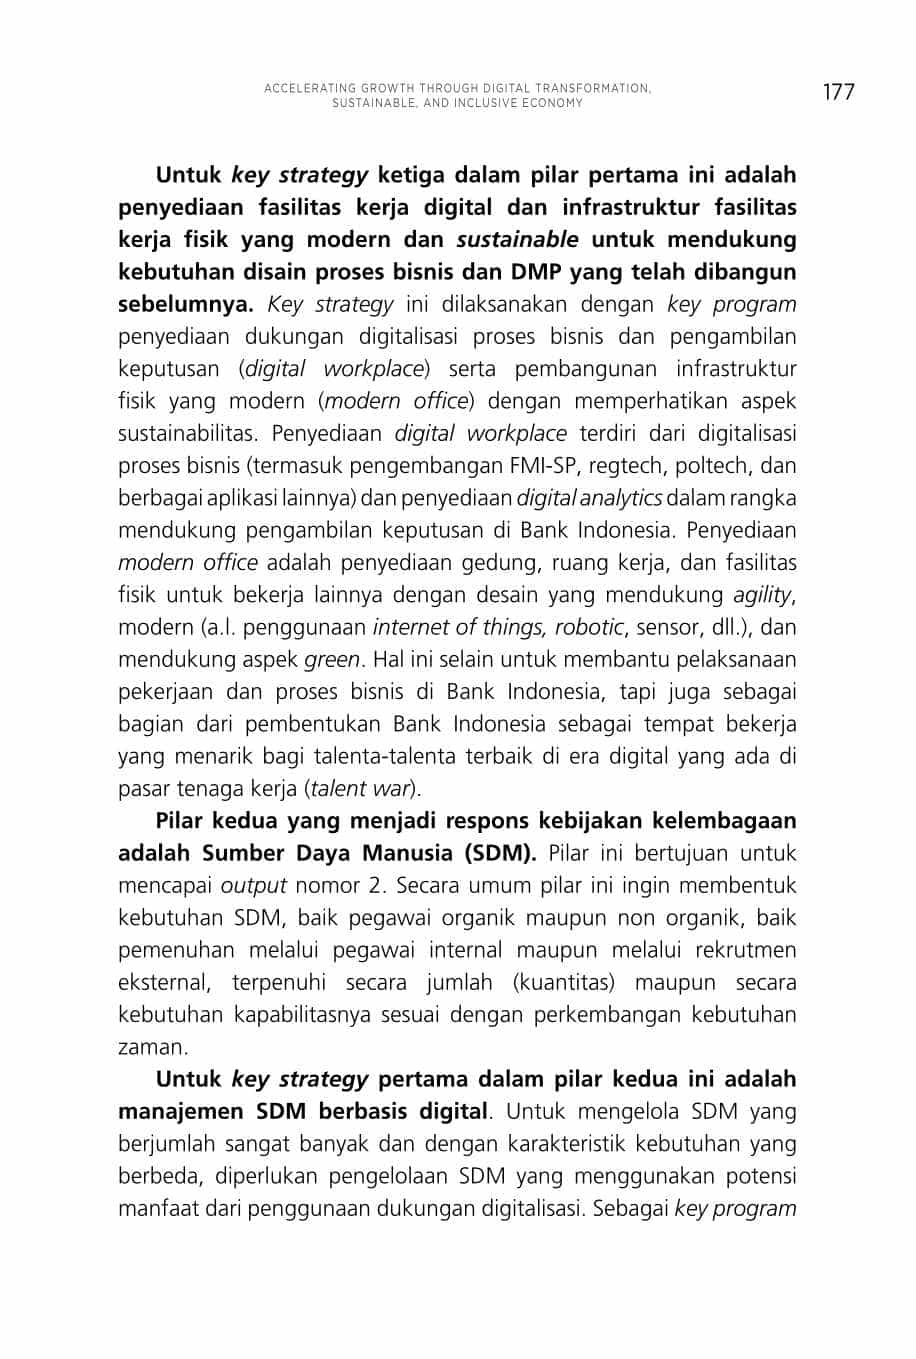 ACCELERATING GROWTH THROUGH DIGITAL TRANSFORMATION,
SUSTAINABLE, AND INCLUSIVE ECONOMY
177
Untuk key strategy ketiga dalam pilar pertama ini adalah
penyediaan fasilitas kerja digital dan infrastruktur fasilitas
kerja fisik yang modern dan sustainable untuk mendukung
kebutuhan disain proses bisnis dan DMP yang telah dibangun
sebelumnya. Key strategy ini dilaksanakan dengan key program
penyediaan dukungan digitalisasi proses bisnis dan pengambilan
keputusan (digital workplace) serta pembangunan infrastruktur
fisik yang modern (modern office) dengan memperhatikan aspek
sustainabilitas. Penyediaan digital workplace terdiri dari digitalisasi
proses bisnis (termasuk pengembangan FMI-SP, regtech, poltech, dan
berbagai aplikasi lainnya) dan penyediaan digital analytics dalam rangka
mendukung pengambilan keputusan di Bank Indonesia. Penyediaan
modern office adalah penyediaan gedung, ruang kerja, dan fasilitas
fisik untuk bekerja lainnya dengan desain yang mendukung agility,
modern (a.l. penggunaan internet of things, robotic, sensor, dll.), dan
mendukung aspek green. Hal ini selain untuk membantu pelaksanaan
pekerjaan dan proses bisnis di Bank Indonesia, tapi juga sebagai
bagian dari pembentukan Bank Indonesia sebagai tempat bekerja
yang menarik bagi talenta-talenta terbaik di era digital yang ada di
pasar tenaga kerja (talent war).
Pilar kedua yang menjadi respons kebijakan kelembagaan
adalah Sumber Daya Manusia (SDM). Pilar ini bertujuan untuk
mencapai output nomor 2. Secara umum pilar ini ingin membentuk
kebutuhan SDM, baik pegawai organik maupun non organik, baik
pemenuhan melalui pegawai internal maupun melalui rekrutmen
eksternal, terpenuhi secara jumlah (kuantitas) maupun secara
kebutuhan kapabilitasnya sesuai dengan perkembangan kebutuhan
zaman.
Untuk key strategy pertama dalam pilar kedua ini adalah
manajemen SDM berbasis digital. Untuk mengelola SDM yang
berjumlah sangat banyak dan dengan karakteristik kebutuhan yang
berbeda, diperlukan pengelolaan SDM yang menggunakan potensi
manfaat dari penggunaan dukungan digitalisasi. Sebagai key program